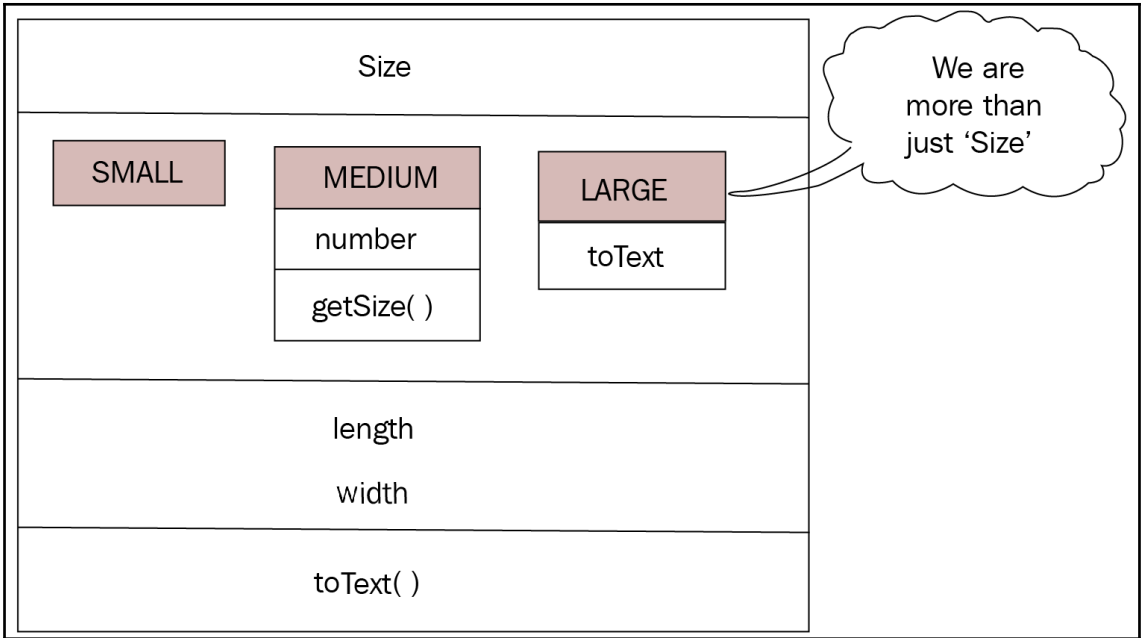 Size
We are
more than
just ‘Size’
SMALL
MEDIUM
LARGE
number
toText
getSize( )
length
width
toText( )